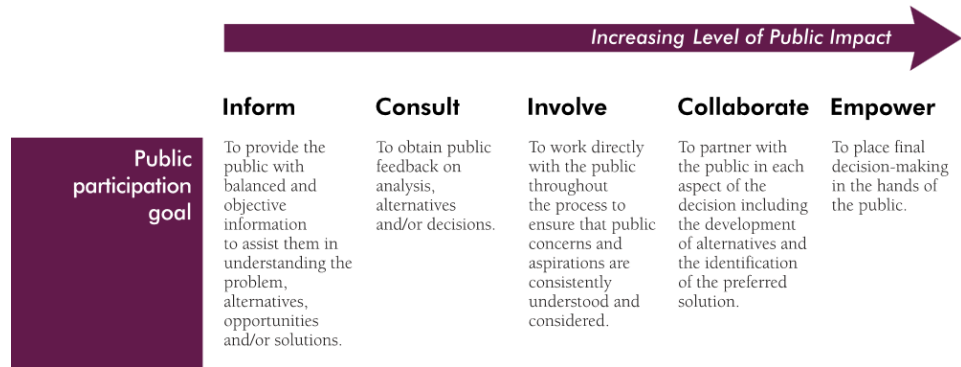 Increasing Level of Public Impact
Inform
Consult
Involve
Collaborate
Empower
Public
participation
goal
To provide the
public with
balanced and
objective
information
to assist them in
understanding the
problem,
alternatives,
opportunities
and/or solutions.
To obtain public
feedback on
analysis,
alternatives
and/or decisions.
To work directly
with the public
throughout
the process to
ensure that public
concerns and
aspirations are
consistently
understood and
considered.
To partner with
the public in each
aspect of the
decision including
the development
of alternatives and
the identification
of the preferred
solution.
To place final
decision-making
in the hands of
the public.